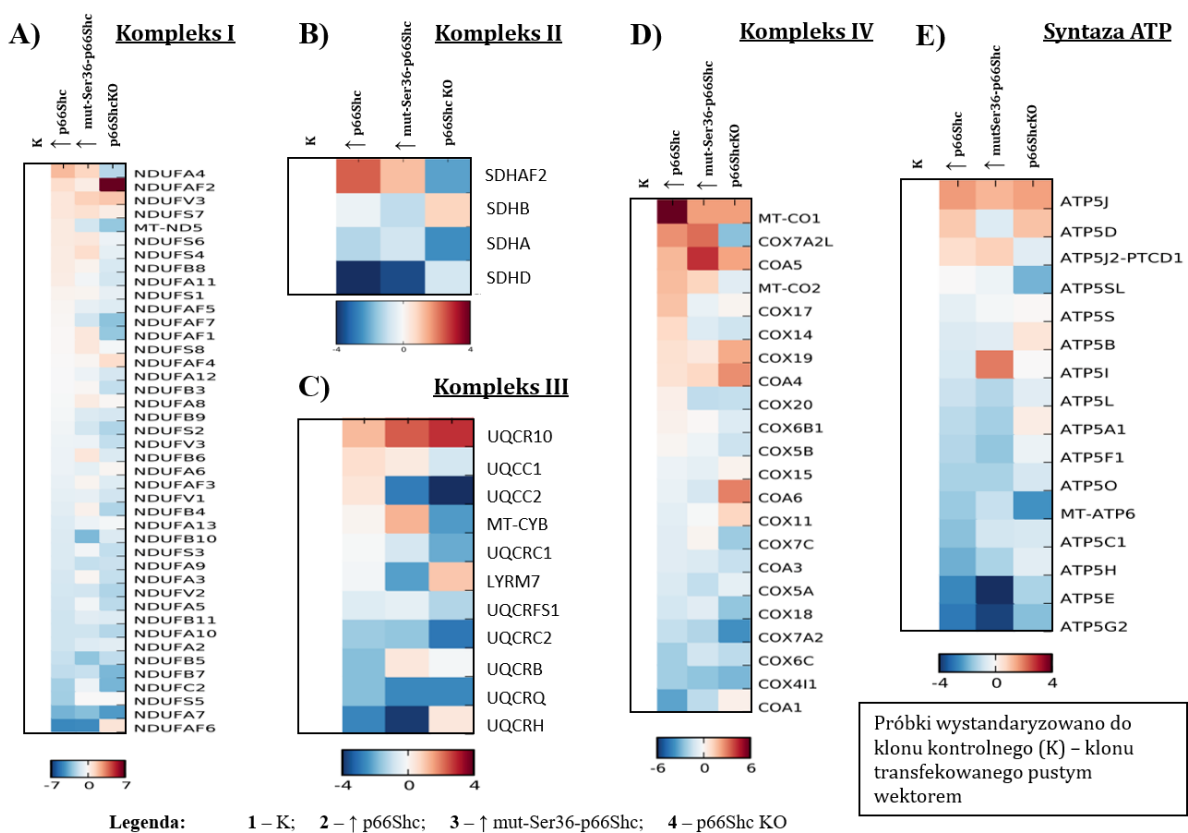 A)
Kompleks I
K
↑ p66Shc
↑ mut-Ser36-p66Shc
p66ShcKO
NDUFA4
NDUFAF2
NDUFV3
NDUFS7
MT-ND5
NDUFS6
NDUFS4
NDUFB8
NDUFA11
NDUFS1
NDUFAF5
NDUFAF7
NDUFAF1
NDUFS8
NDUFAF4
NDUFA12
NDUFB3
NDUFA8
NDUFB9
NDUFS2
NDUFV3
NDUFB6
NDUFA6
NDUFAF3
NDUFV1
NDUFB4
NDUFA13
NDUFB10
NDUFS3
NDUFA9
NDUFA3
NDUFV2
NDUFA5
NDUFB11
NDUFA10
NDUFA2
NDUFB5
NDUFB7
NDUFC2
NDUFS5
NDUFA7
NDUFAF6
-7 0 7
B)
Kompleks II
K
↑ p66Shc
↑ mut-Ser36-p66Shc
p66Shc KO
SDHAF2
SDHB
SDHA
SDHD
-4 0 4
C)
Kompleks III
UQCR10
UQCC1
UQCC2
MT-CYB
UQCRC1
LYRM7
UQCRFS1
UQCRC2
UQCRB
UQCRQ
UQCRH
-4 0 4
D)
Kompleks IV
K
↑ p66Shc
↑ mut-Ser36-p66Shc
p66ShcKO
MT-CO1
COX7A2L
COA5
MT-CO2
COX17
COX14
COX19
COA4
COX20
COX6B1
COX5B
COX15
COA6
COX11
COX7C
COA3
COX5A
COX18
COX7A2
COX6C
COX4I1
COA1
-6 0 6
E)
Syntaza ATP
K
↑ p66Shc
↑ mutSer36-p66Shc
p66ShcKO
ATP5J
ATP5D
ATP5J2-PTCD1
ATP5SL
ATP5S
ATP5B
ATP5I
ATP5L
ATP5A1
ATP5F1
ATP5O
MT-ATP6
ATP5C1
ATP5H
ATP5E
ATP5G2
-4 0 4
Próbki wystandaryzowano do
klonu kontrolnego (K) – klonu
transfekowanego pustym
wektorem
Legenda: 1 – K; 2 – ↑ p66Shc; 3 – ↑ mut-Ser36-p66Shc; 4 – p66Shc KO